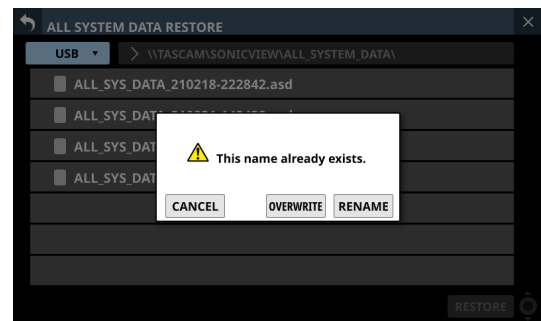 ALL SYSTEM DATA RESTORE
USB
\\TASCAM\SONICVIEW\ALL_SYSTEM_DATA\
ALL_SYS_DATA_210218-222842.asd
ALL_SYS_DAT
ALL_SYS_DAT
ALL_SYS_DAT
This name already exists.
CANCEL OVERWRITE RENAME
RESTORE